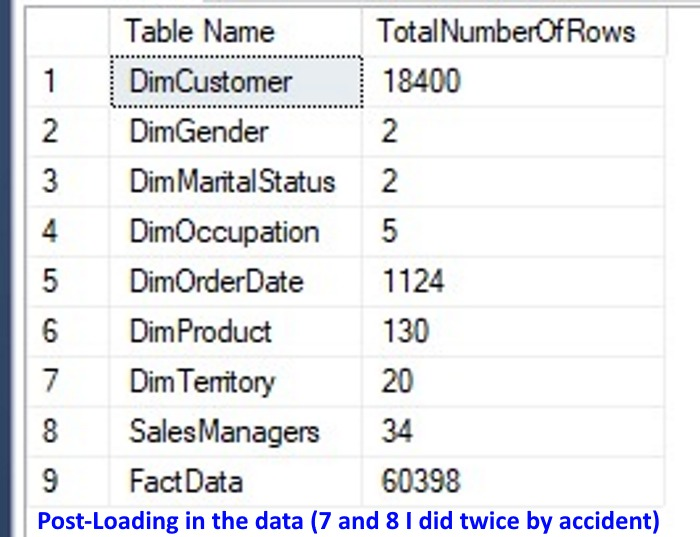 Table Name TotalNumberOfRows
1 DimCustomer 18400
2 DimGender 2
3 DimMaritalStatus 2
4 DimOccupation 5
5 DimOrderDate 1124
6 DimProduct 130
7 DimTerritory 20
8 SalesManagers 34
9 FactData 60398
Post-Loading in the data (7 and 8 I did twice by accident)